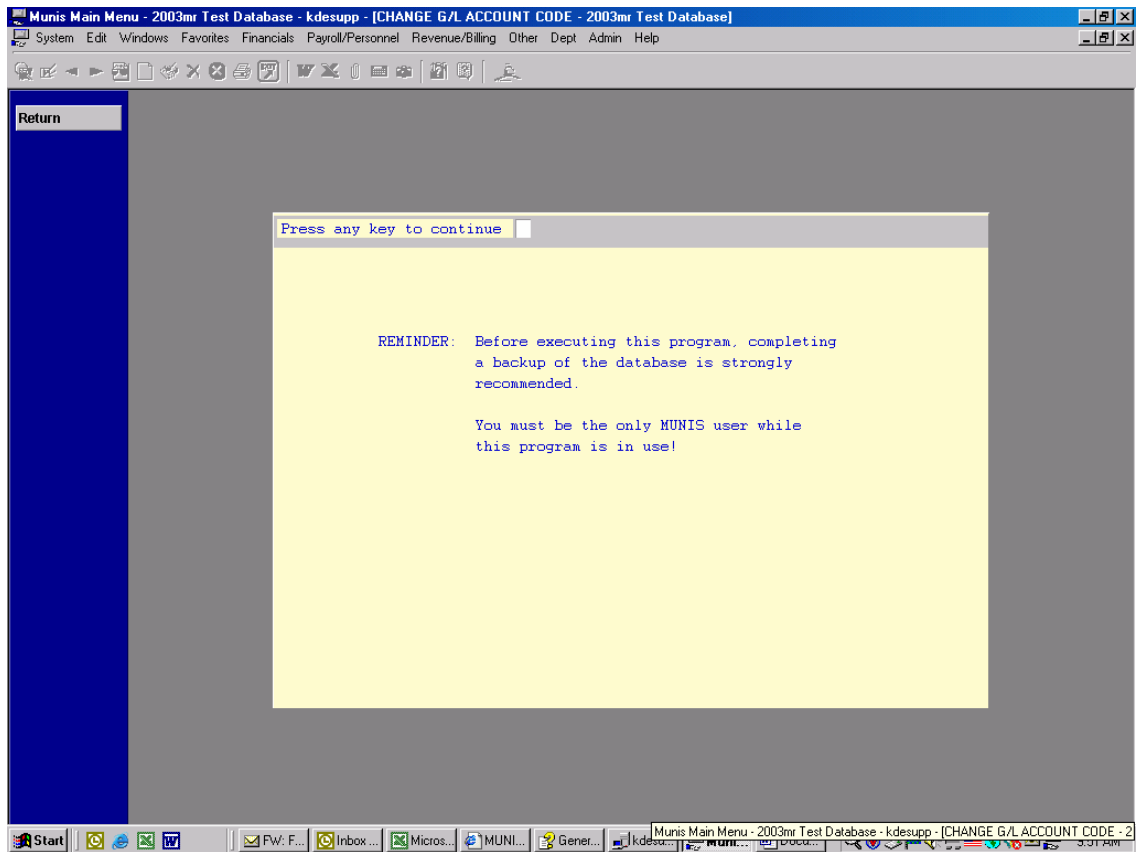 Munis Main Menu - 2003mr Test Database - kdesupp - [CHANGE G/L ACCOUNT CODE - 2003mr Test Database]
System Edit Windows Favorites Financials Payroll/Personnel Revenue/Billing Other Dept Admin Help
Return
Press any key to continue
REMINDER: Before executing this program, completing
a backup of the database is strongly
recommended.
You must be the only MUNIS user while
this program is in use!
Munis Main Menu - 2003mr Test Database - kdesupp - [CHANGE G/L ACCOUNT CODE - 2
Start FW: F... Inbox ... Micros... MUNI... Gener... kdesu... Muni... Docu...